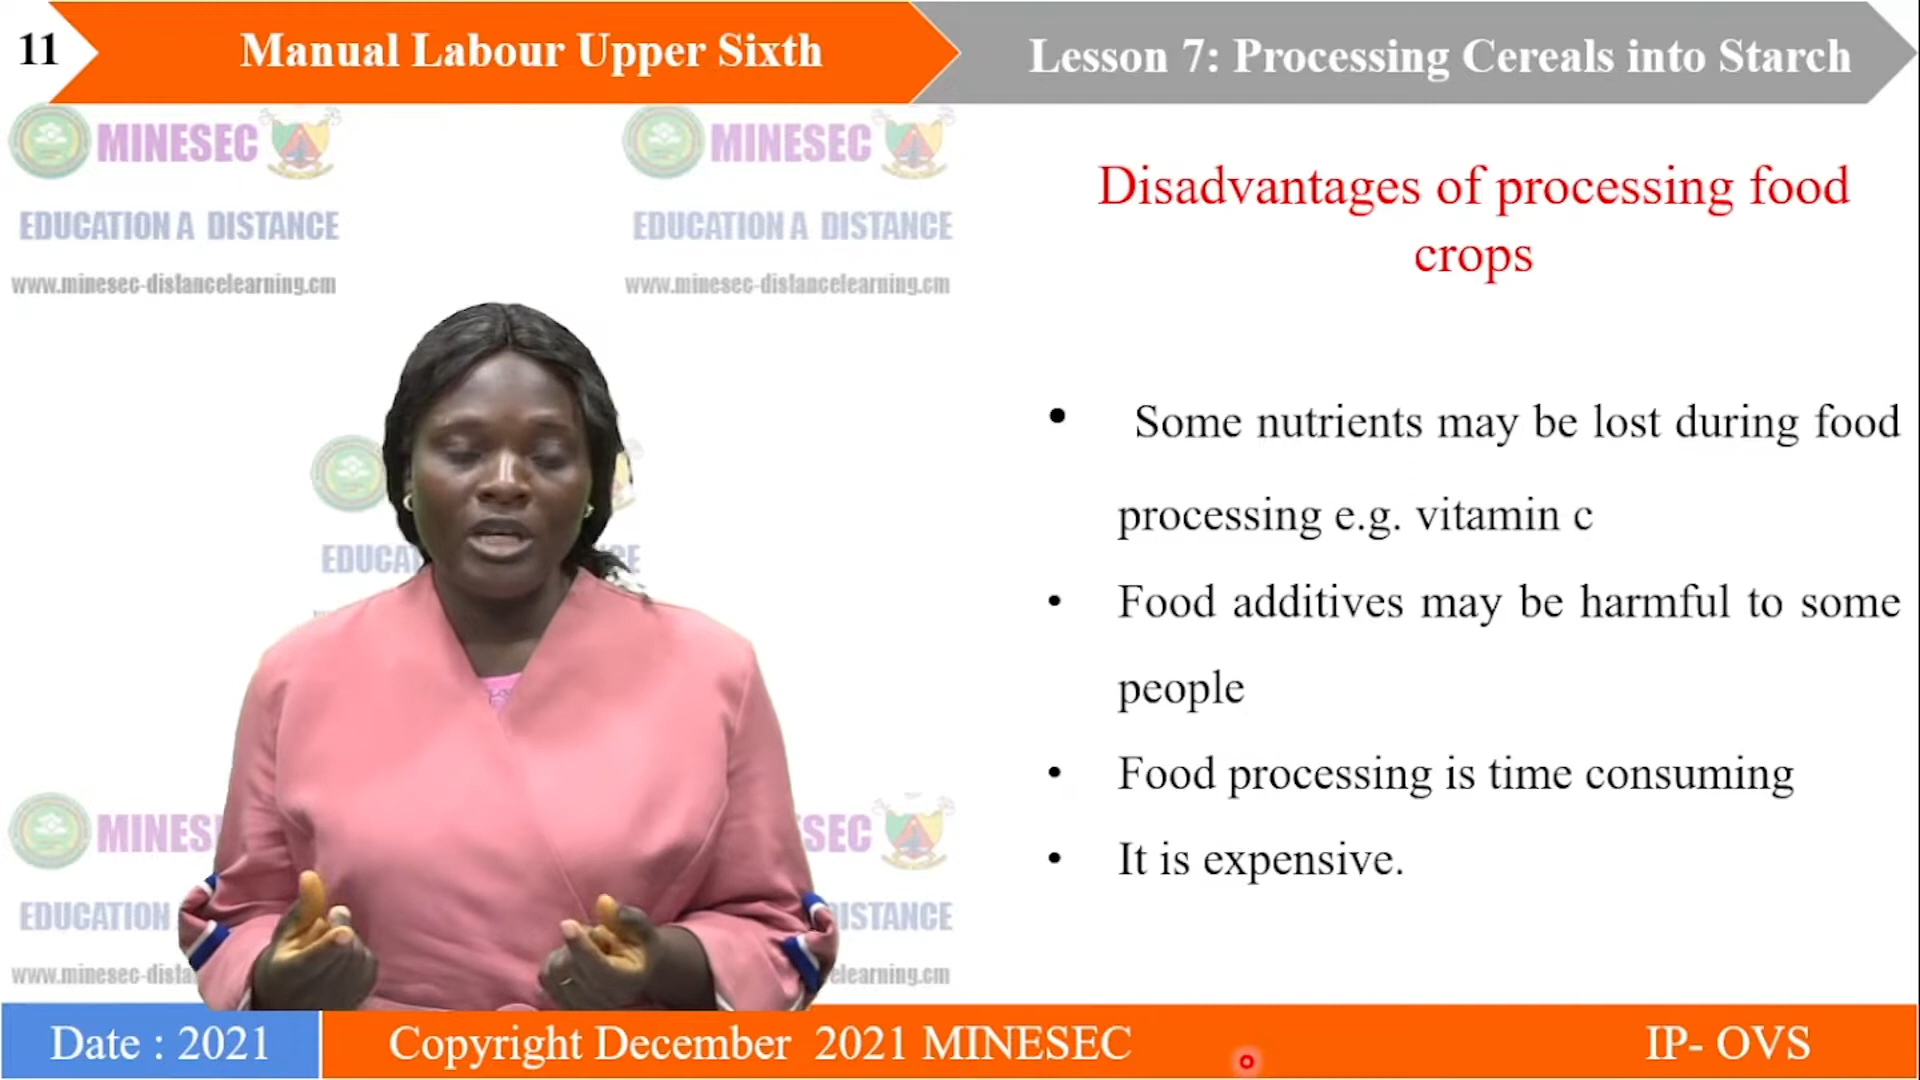 11
Manual Labour Upper Sixth
Lesson 7: Processing Cereals into Starch
MINESEC
EDUCATION A DISTANCE
www.minesec-distancelearning.cm
MINESEC
EDUCATION A DISTANCE
www.minesec-distancelearning.cm
Disadvantages of processing food
crops
• Some nutrients may be lost during food
processing e.g. vitamin c
• Food additives may be harmful to some
people
• Food processing is time consuming
• It is expensive.
Date : 2021
Copyright December 2021 MINESEC
IP- OVS